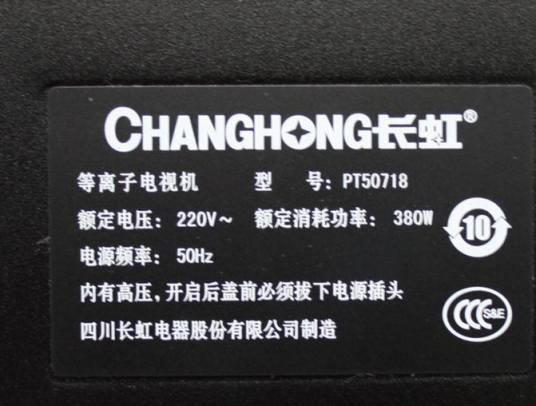 CHANGHONG长虹®
等离子电视机 型 号: PT50718
额定电压: 220V~ 额定消耗功率: 380W
10
电源频率: 50Hz
内有高压,开启后盖前必须拔下电源插头
CCC S&E
四川长虹电器股份有限公司制造